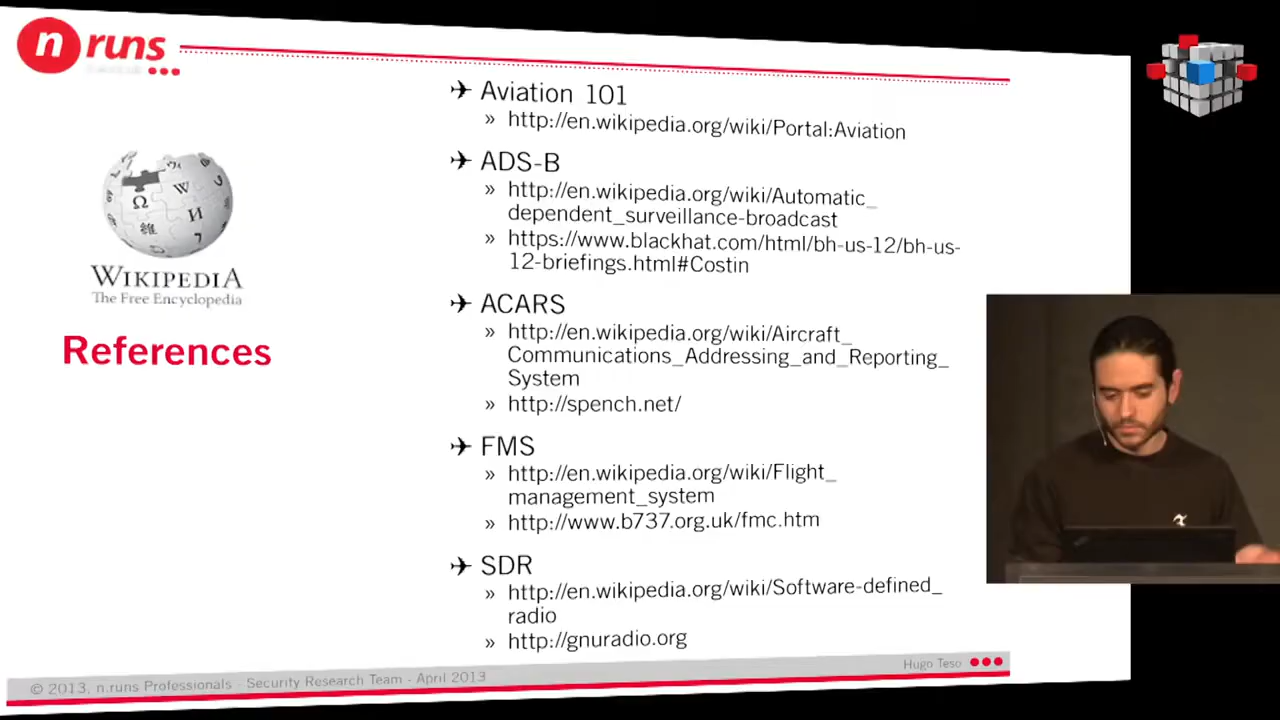 n runs
Aviation 101
» http://en.wikipedia.org/wiki/Portal:Aviation
ADS-B
» http://en.wikipedia.org/wiki/Automatic_
dependent_surveillance-broadcast
» https://www.blackhat.com/html/bh-us-12/bh-us-
12-briefings.html#Costin
ACARS
» http://en.wikipedia.org/wiki/Aircraft_
Communications_Addressing_and_Reporting_
System
» http://spench.net/
FMS
» http://en.wikipedia.org/wiki/Flight_
management_system
» http://www.b737.org.uk/fmc.htm
SDR
» http://en.wikipedia.org/wiki/Software-defined_
radio
» http://gnuradio.org
Ω W И
維
WIKIPEDIA
The Free Encyclopedia
References
© 2013, n.runs Professionals - Security Research Team - April 2013
Hugo Teso